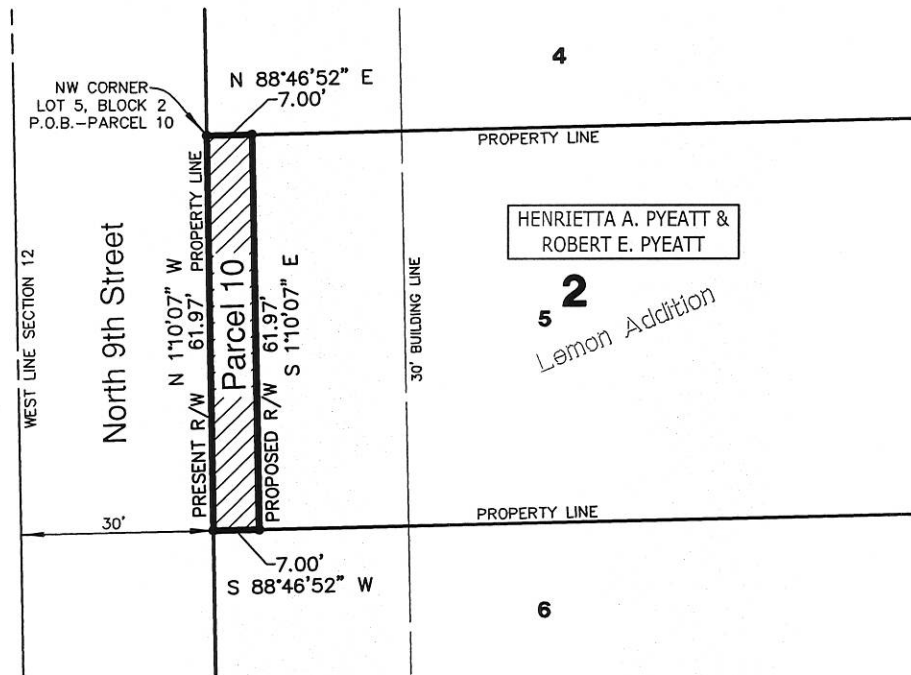 4
N 88°46'52" E
7.00'
NW CORNER
LOT 5, BLOCK 2
P.O.B.-PARCEL 10
PROPERTY LINE
HENRIETTA A. PYEATT &
ROBERT E. PYEATT
5 2
Lemon Addition
WEST LINE SECTION 12
North 9th Street
N 1°10'07" W
61.97'
PRESENT R/W PROPERTY LINE
Parcel 10
PROPOSED R/W 61.97'
S 1°10'07" E
30' BUILDING LINE
30'
PROPERTY LINE
7.00'
S 88°46'52" W
6